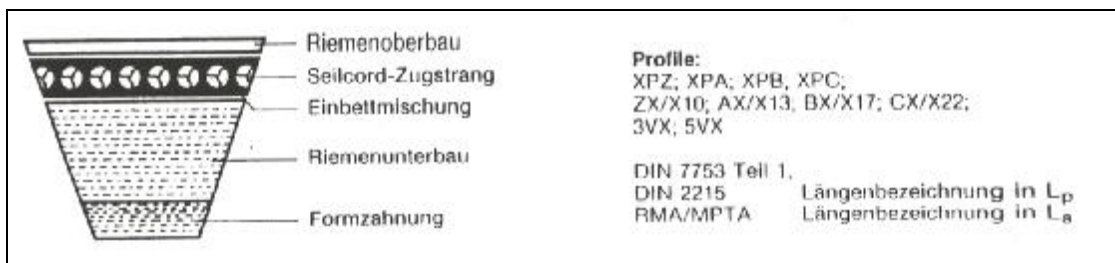 Riemenoberbau
Seilcord-Zugstrang
Einbettmischung
Riemenunterbau
Formzahnung
Profile:
XPZ; XPA; XPB, XPC;
ZX/X10; AX/X13, BX/X17; CX/X22;
3VX; 5VX
DIN 7753 Teil 1,
DIN 2215 Längenbezeichnung in Lp
RMA/MPTA Längenbezeichnung in La